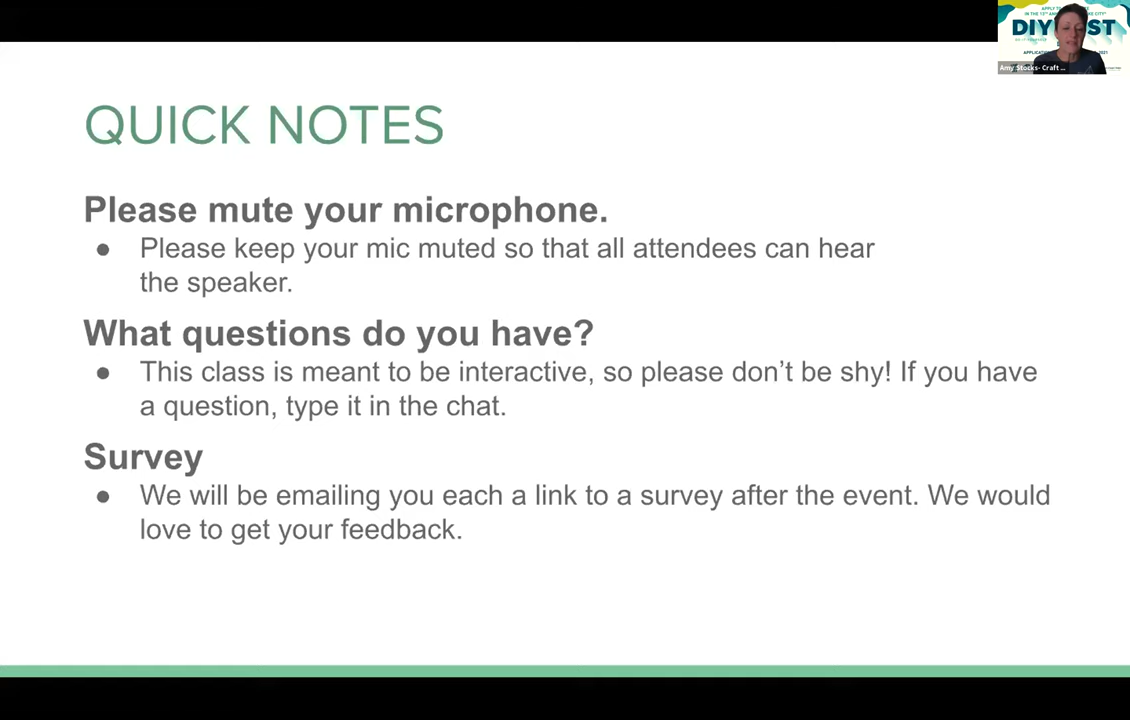 QUICK NOTES
Please mute your microphone.
● Please keep your mic muted so that all attendees can hear
the speaker.
What questions do you have?
● This class is meant to be interactive, so please don’t be shy! If you have
a question, type it in the chat.
Survey
● We will be emailing you each a link to a survey after the event. We would
love to get your feedback.
DIY ST
Amy Stocks- Craft ...